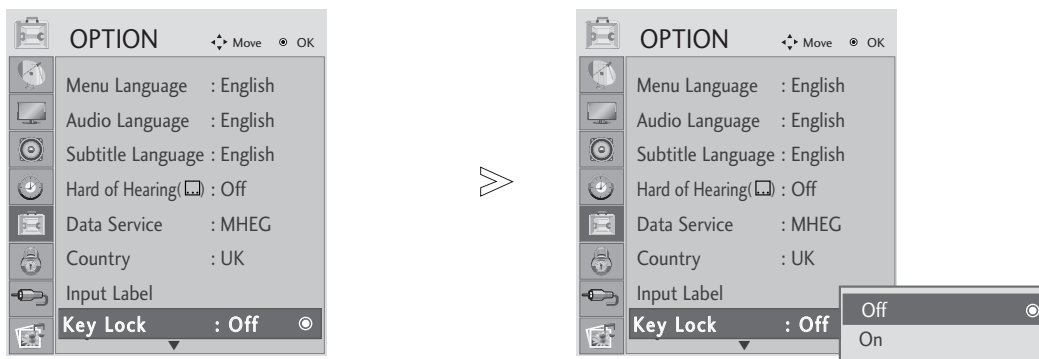 OPTION Move OK
Menu Language : English
Audio Language : English
Subtitle Language : English
Hard of Hearing( ) : Off
Data Service : MHEG
Country : UK
Input Label
Key Lock : Off
OPTION Move OK
Menu Language : English
Audio Language : English
Subtitle Language : English
Hard of Hearing( ) : Off
Data Service : MHEG
Country : UK
Input Label
Key Lock : Off
Off
On